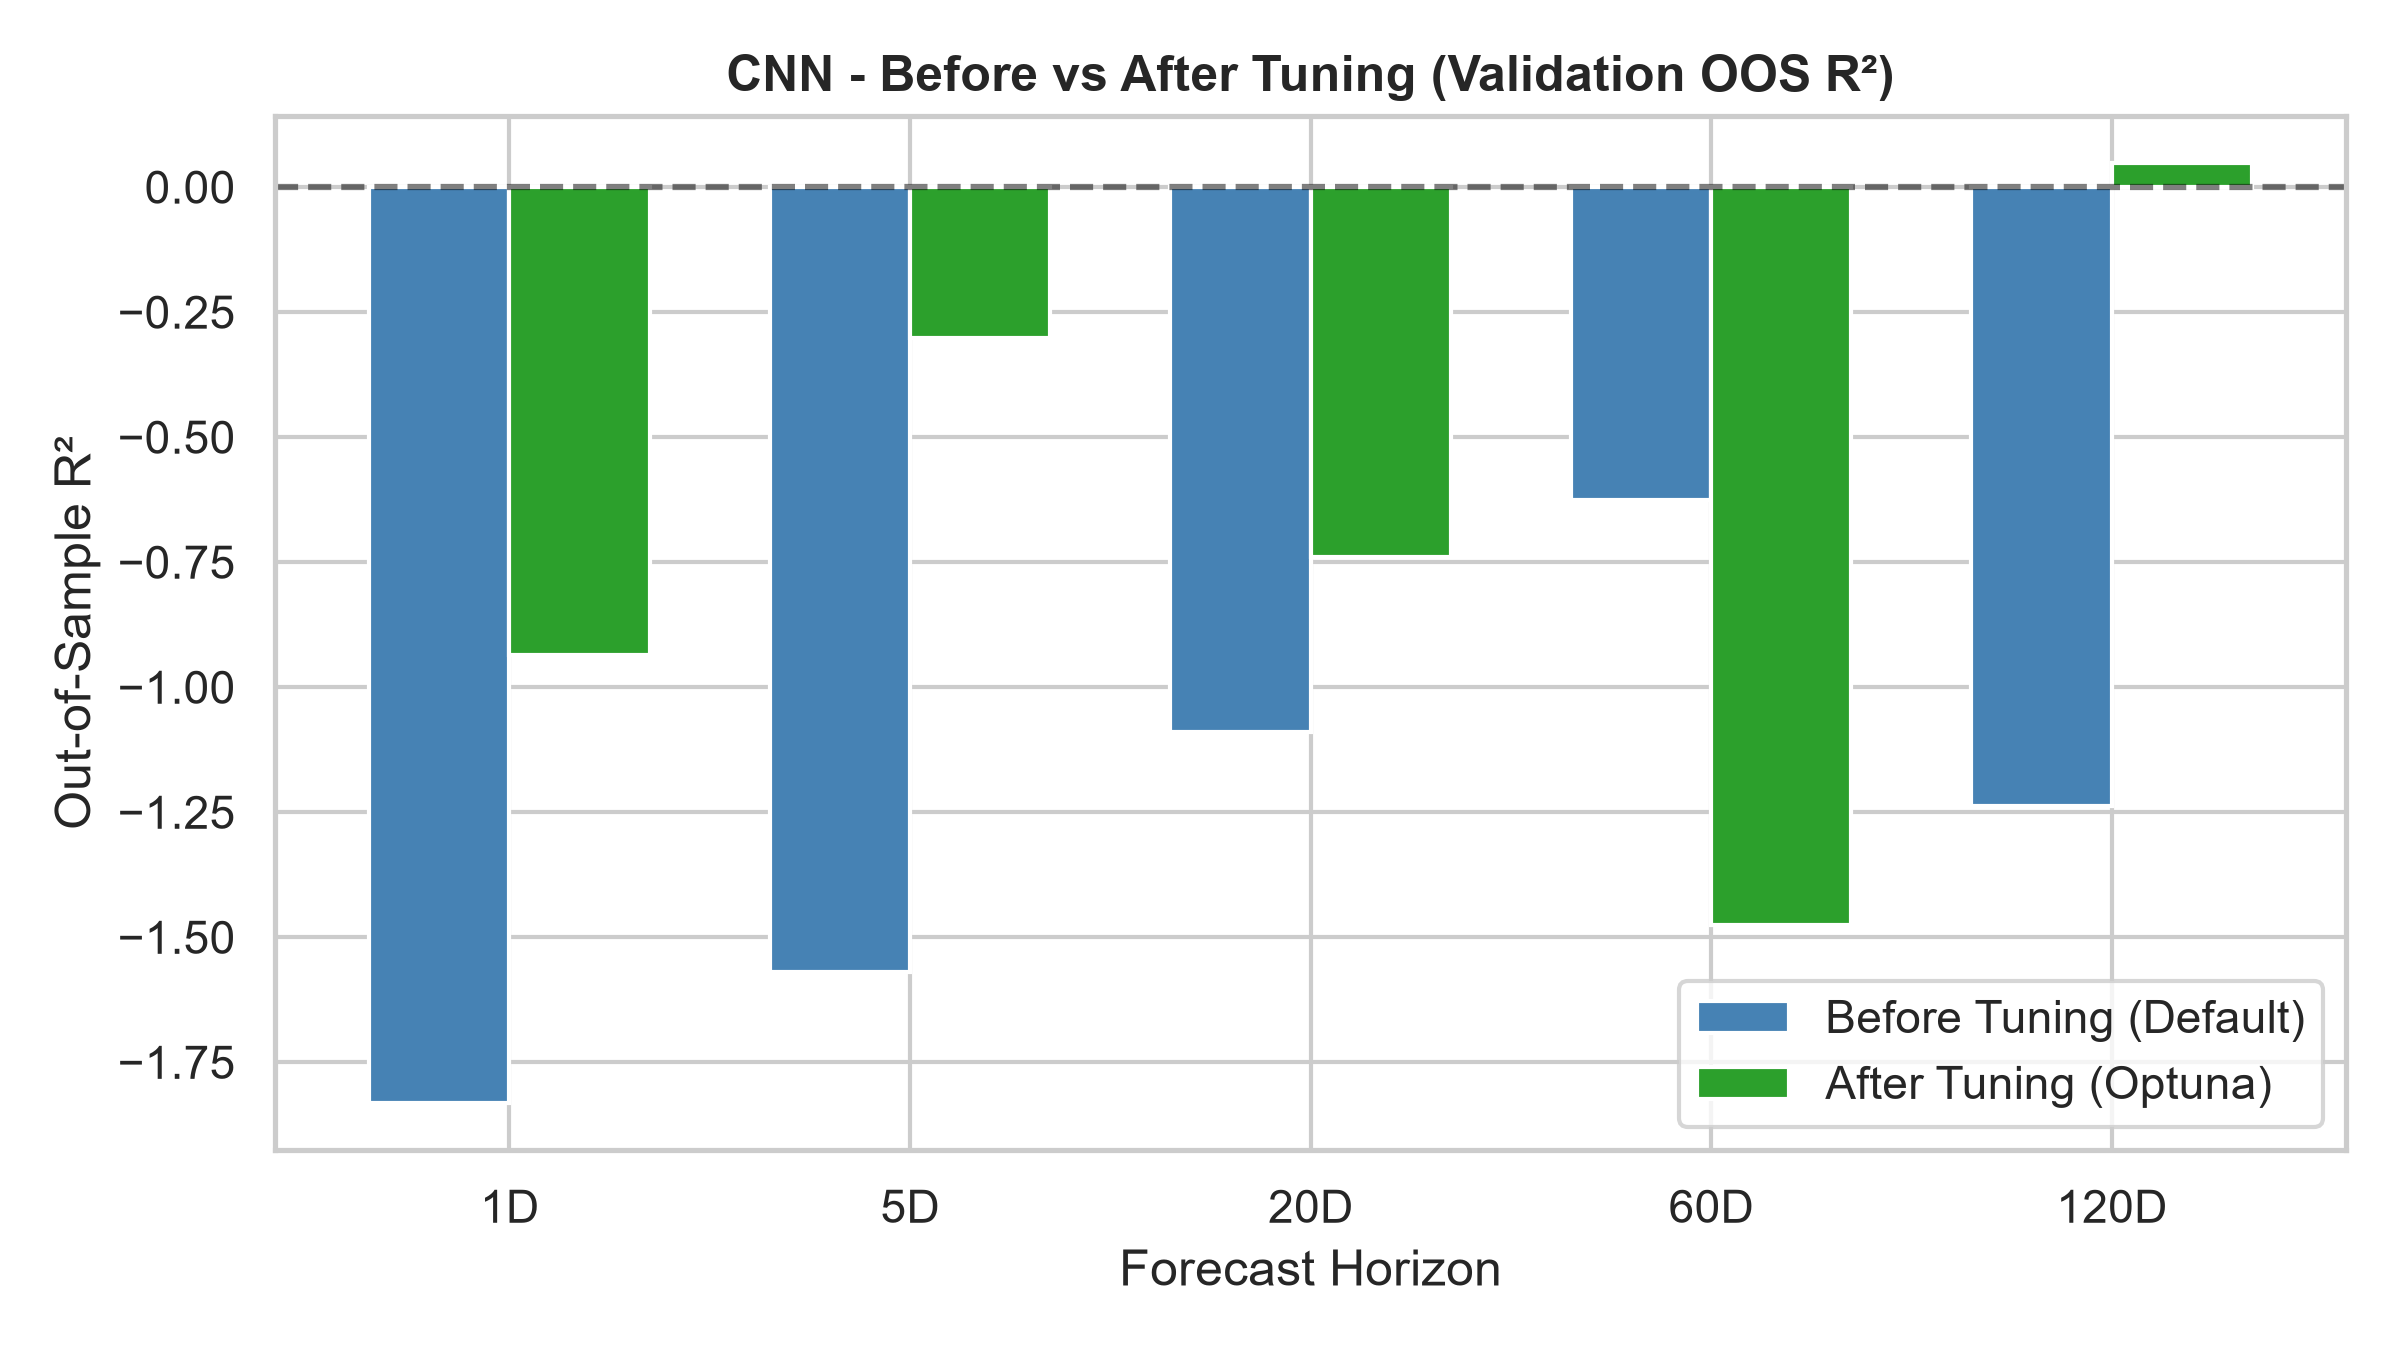 CNN - Before vs After Tuning (Validation OOS R²)
Out-of-Sample R²
0.00
−0.25
−0.50
−0.75
−1.00
−1.25
−1.50
−1.75
Before Tuning (Default)
After Tuning (Optuna)
1D 5D 20D 60D 120D
Forecast Horizon